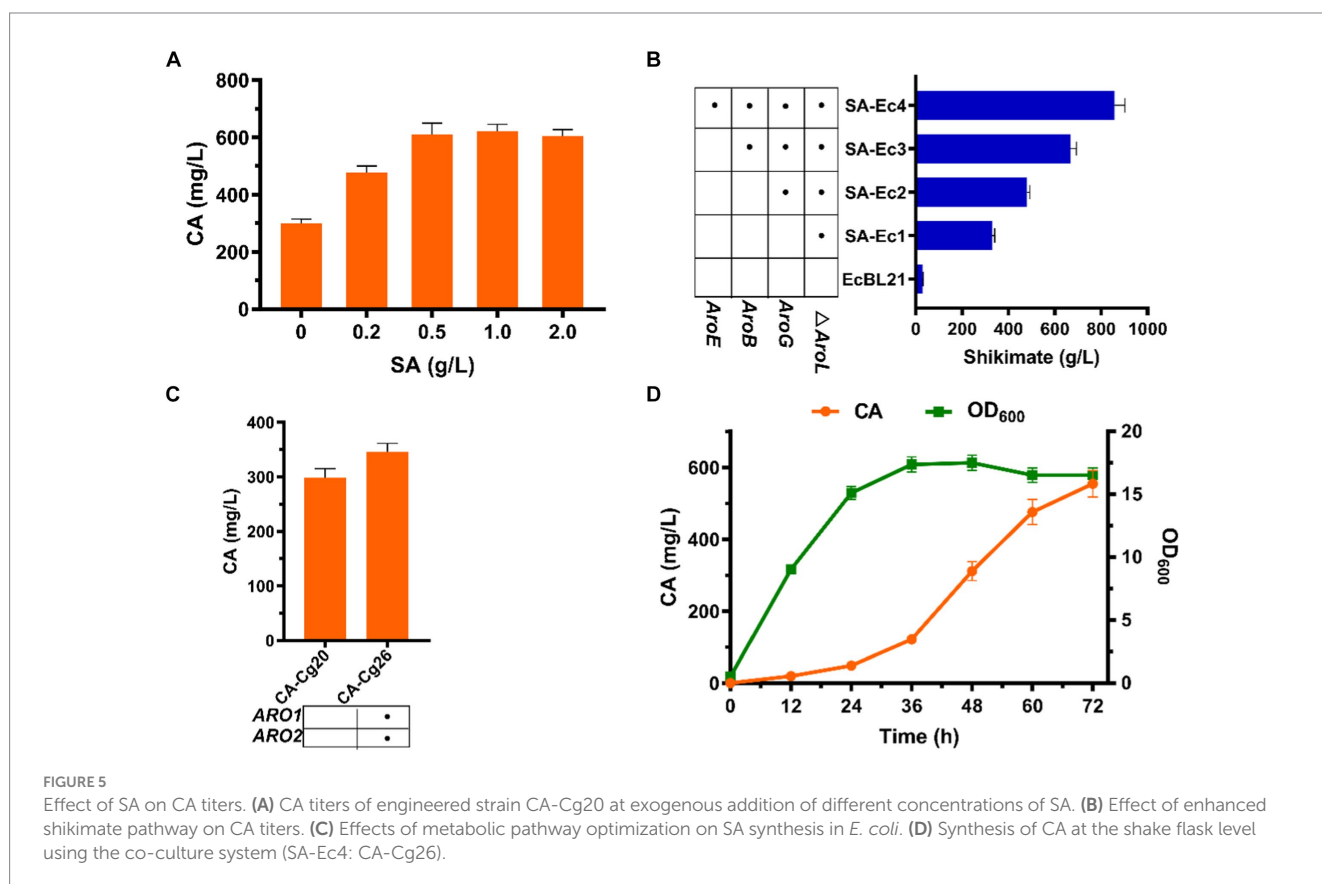 A
CA (mg/L)
800
600
400
200
0
0 0.2 0.5 1.0 2.0
SA (g/L)
B
SA-Ec4
SA-Ec3
SA-Ec2
SA-Ec1
EcBL21
AroE AroB AroG △AroL
0 200 400 600 800 1000
Shikimate (g/L)
C
CA (mg/L)
400
300
200
100
0
CA-Cg20 CA-Cg26
ARO1
ARO2
D
CA OD600
CA (mg/L)
600
400
200
0
20
15
10
5
0
OD600
0 12 24 36 48 60 72
Time (h)
FIGURE 5
Effect of SA on CA titers. (A) CA titers of engineered strain CA-Cg20 at exogenous addition of different concentrations of SA. (B) Effect of enhanced
shikimate pathway on CA titers. (C) Effects of metabolic pathway optimization on SA synthesis in E. coli. (D) Synthesis of CA at the shake flask level
using the co-culture system (SA-Ec4: CA-Cg26).